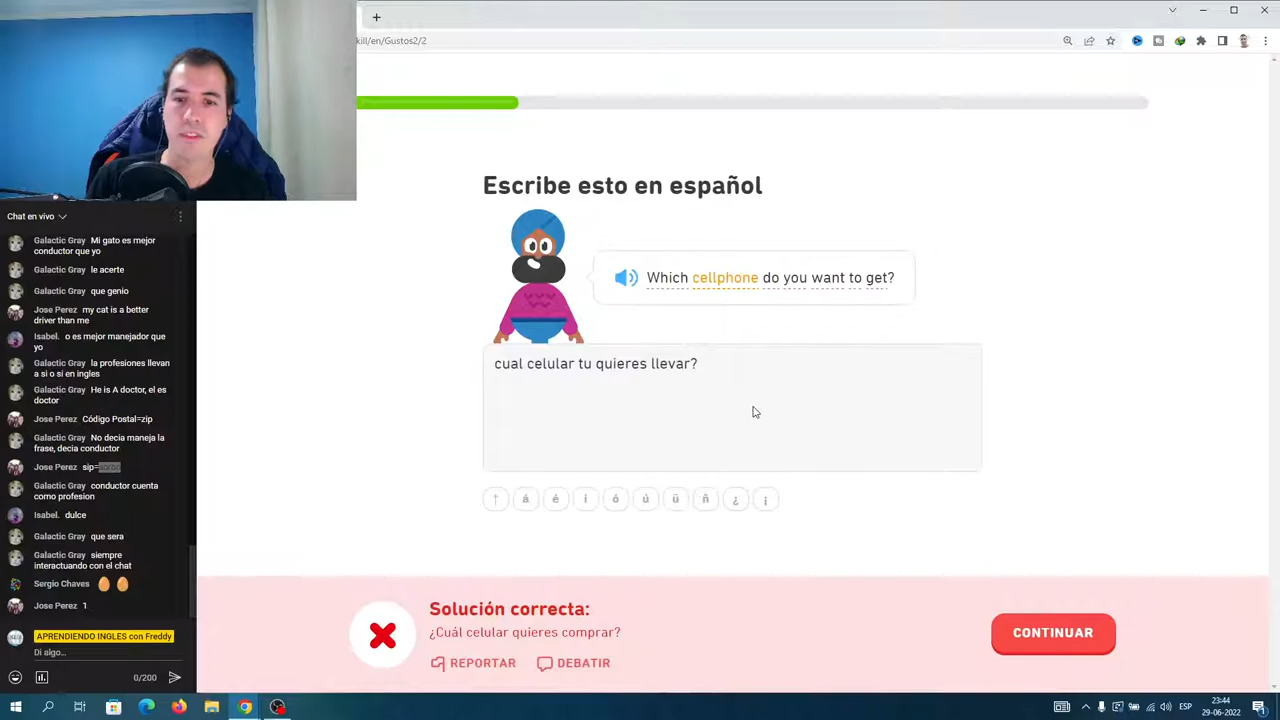 kill/en/Gustos2/2
Escribe esto en español
Which cellphone do you want to get?
cual celular tu quieres llevar?
↑ á é í ó ú ü ñ ¿ ¡
Solución correcta:
¿Cuál celular quieres comprar?
REPORTAR DEBATIR
CONTINUAR
Chat en vivo
Galactic Gray Mi gato es mejor
conductor que yo
Galactic Gray le acerte
Galactic Gray que genio
Jose Perez my cat is a better
driver than me
Isabel. o es mejor manejador que
yo
Galactic Gray la profesiones llevan
a si o sí en ingles
Galactic Gray He is A doctor, el es
doctor
Jose Perez Código Postal=zip
Galactic Gray No decia maneja la
frase, decia conductor
Jose Perez sip=
Galactic Gray conductor cuenta
como profesion
Isabel. dulce
Galactic Gray que sera
Galactic Gray siempre
interactuando con el chat
Sergio Chaves
Jose Perez 1
APRENDIENDO INGLES con Freddy
Di algo...
0/200
ESP
23:44
29-06-2022